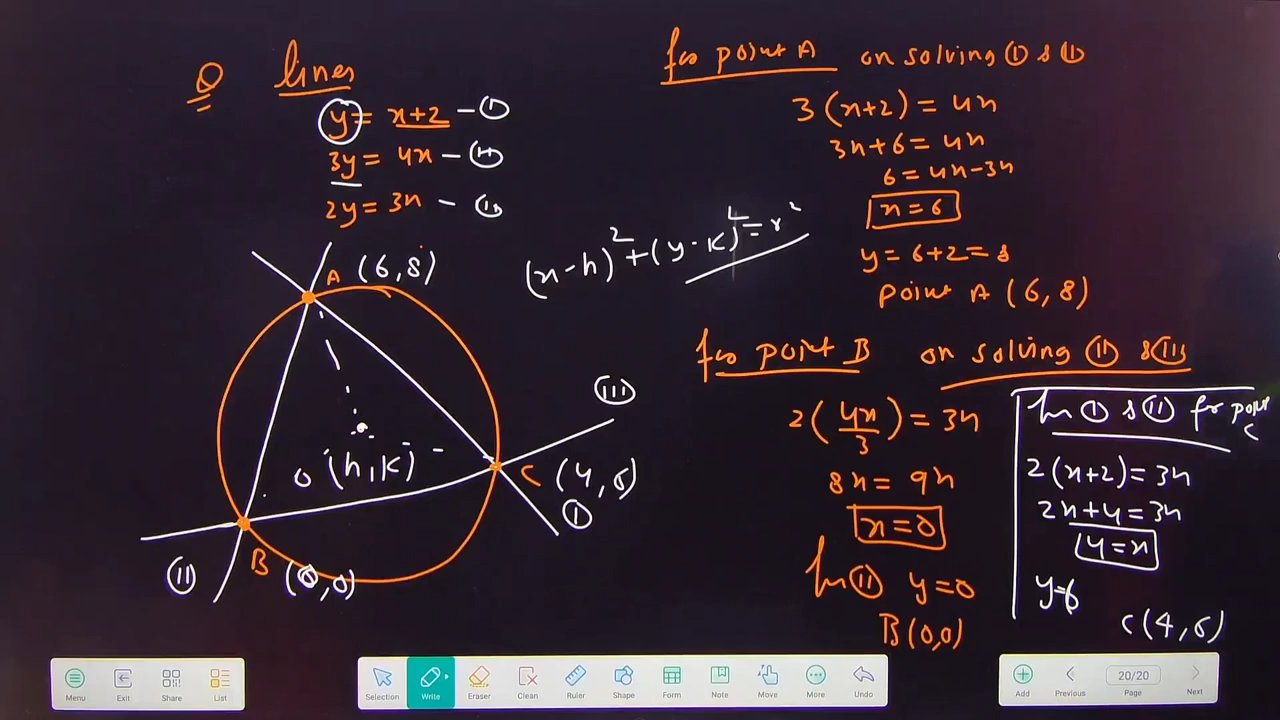 Q lines
y = x+2 - (I)
3y = 4x - (II)
2y = 3x - (III)
(x-h)² + (y-k)² = r²
A (6,8)
(III)
O (h,k)
C (4,6)
(I)
B (0,0)
(II)
for point A on solving (I) & (II)
3(x+2) = 4x
3x+6 = 4x
6 = 4x-3x
x = 6
y = 6+2 = 8
point A (6,8)
for point B on solving (II) & (III)
2(4x/3) = 3x
8x = 9x
x = 0
In (II) y = 0
B(0,0)
In (I) & (III) for point C
2(x+2) = 3x
2x+4 = 3x
4 = x
y=6
C(4,6)
Menu Exit Share List
Selection Write Eraser Clean Ruler Shape Form Note Move More Undo
Add Previous 20/20 Page Next